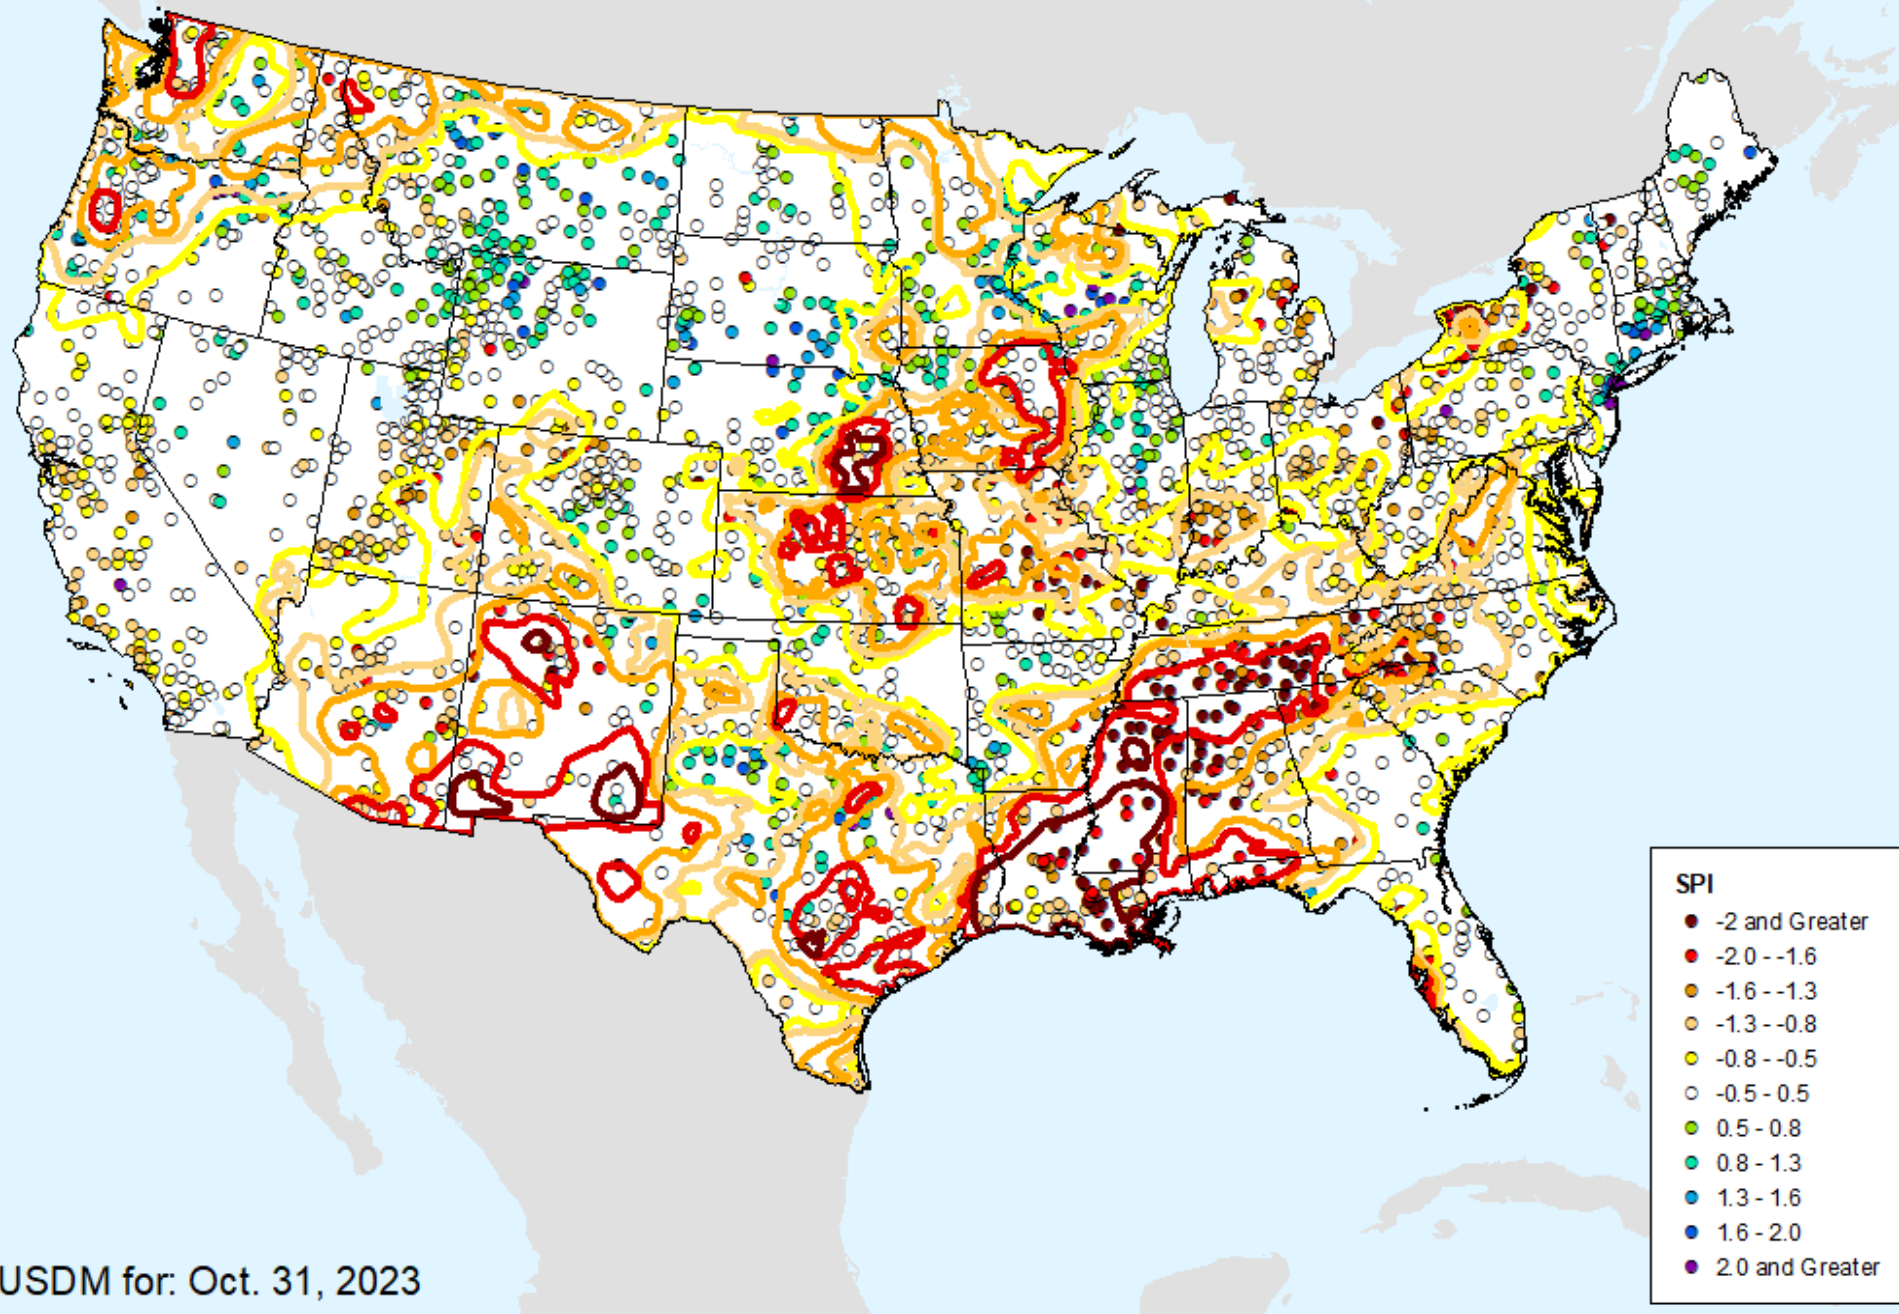 SPI
-2 and Greater
-2.0 - -1.6
-1.6 - -1.3
-1.3 - -0.8
-0.8 - -0.5
-0.5 - 0.5
0.5 - 0.8
0.8 - 1.3
1.3 - 1.6
1.6 - 2.0
2.0 and Greater
USDM for: Oct. 31, 2023